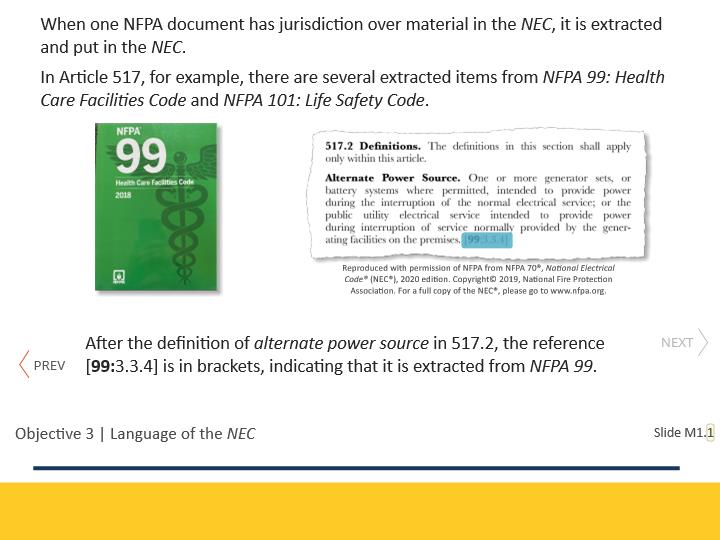 When one NFPA document has jurisdiction over material in the NEC, it is extracted
and put in the NEC.
In Article 517, for example, there are several extracted items from NFPA 99: Health
Care Facilities Code and NFPA 101: Life Safety Code.
NFPA
99
Health Care Facilities Code
2018
517.2 Definitions. The definitions in this section shall apply
only within this article.
Alternate Power Source. One or more generator sets, or
battery systems where permitted, intended to provide power
during the interruption of the normal electrical service; or the
public utility electrical service intended to provide power
during interruption of service normally provided by the gener-
ating facilities on the premises. [99:3.3.4]
Reproduced with permission of NFPA from NFPA 70®, National Electrical
Code® (NEC®), 2020 edition. Copyright© 2019, National Fire Protection
Association. For a full copy of the NEC®, please go to www.nfpa.org.
After the definition of alternate power source in 517.2, the reference
[99:3.3.4] is in brackets, indicating that it is extracted from NFPA 99.
PREV
NEXT
Objective 3 | Language of the NEC
Slide M1.1